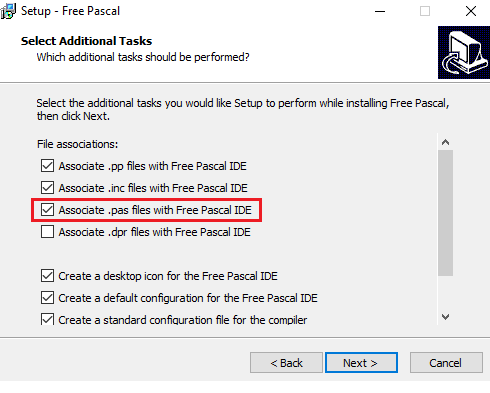 Setup - Free Pascal
Select Additional Tasks
Which additional tasks should be performed?
Select the additional tasks you would like Setup to perform while installing Free Pascal,
then click Next.
File associations:
Associate .pp files with Free Pascal IDE
Associate .inc files with Free Pascal IDE
Associate .pas files with Free Pascal IDE
Associate .dpr files with Free Pascal IDE
Create a desktop icon for the Free Pascal IDE
Create a default configuration for the Free Pascal IDE
Create a standard configuration file for the compiler
< Back Next > Cancel